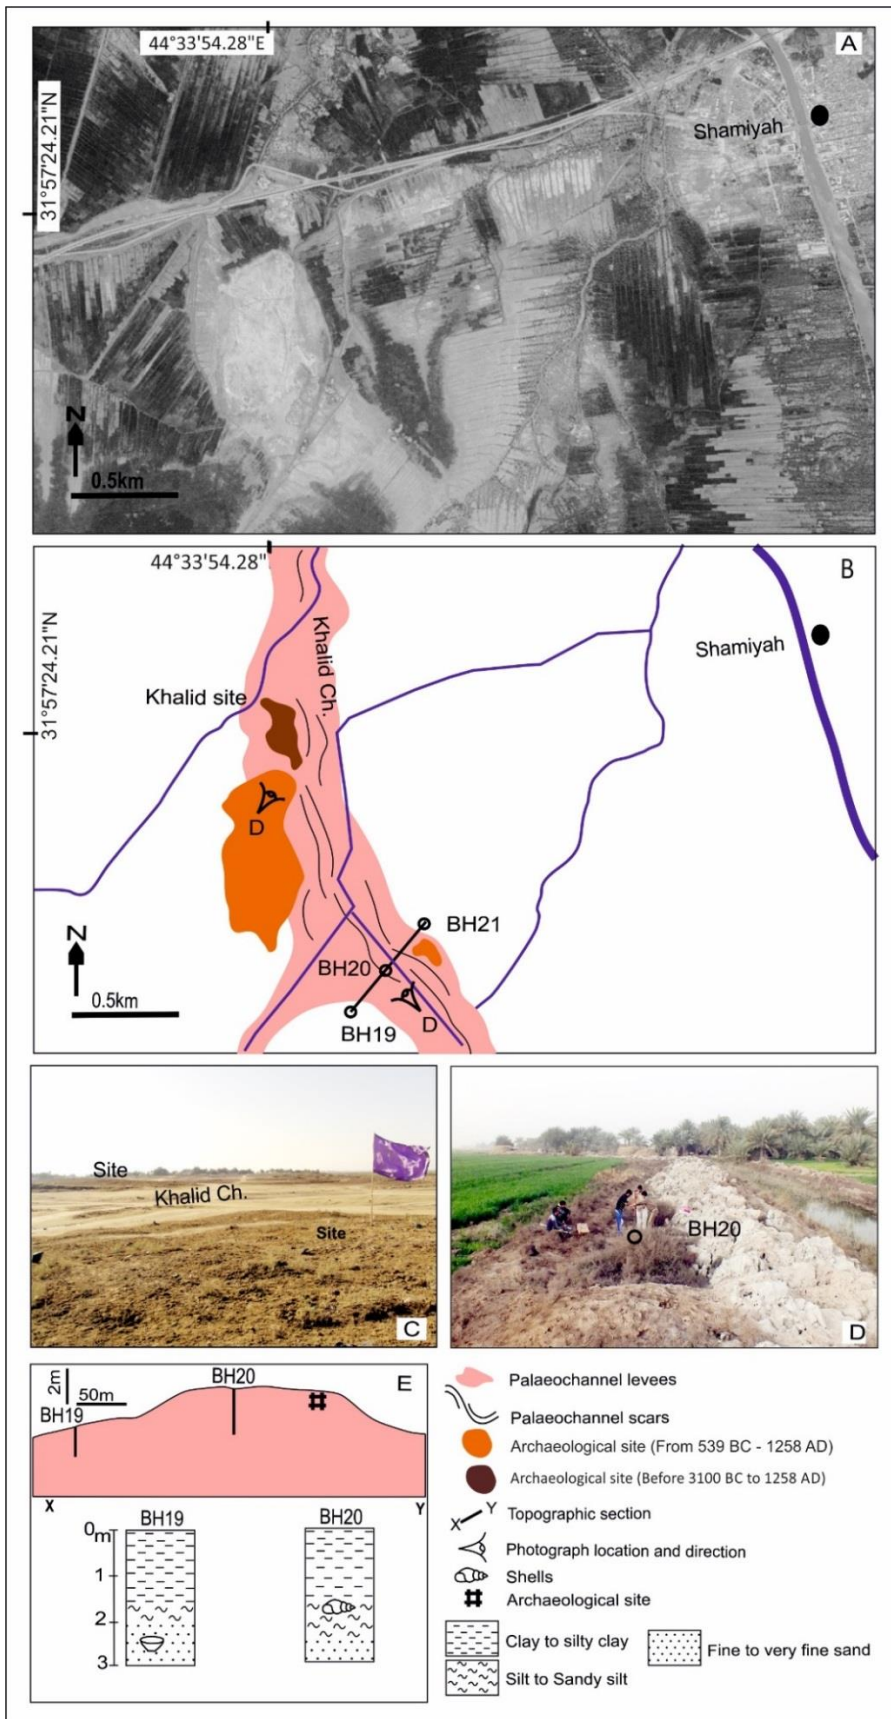 44°33'54.28"E
A
31°57'24.21"N
Shamiyah
N
0.5km
44°33'54.28"
B
31°57'24.21"N
Khalid Ch.
Shamiyah
Khalid site
D
N
0.5km
BH21
BH20
BH19
D
Site
Khalid Ch.
Site
C
BH20
D
2m
50m
BH20
E
BH19
X
Y
BH19
BH20
0
m
1
2
3
Palaeochannel levees
Palaeochannel scars
Archaeological site (From 539 BC - 1258 AD)
Archaeological site (Before 3100 BC to 1258 AD)
X Y Topographic section
Photograph location and direction
Shells
Archaeological site
Clay to silty clay
Fine to very fine sand
Silt to Sandy silt